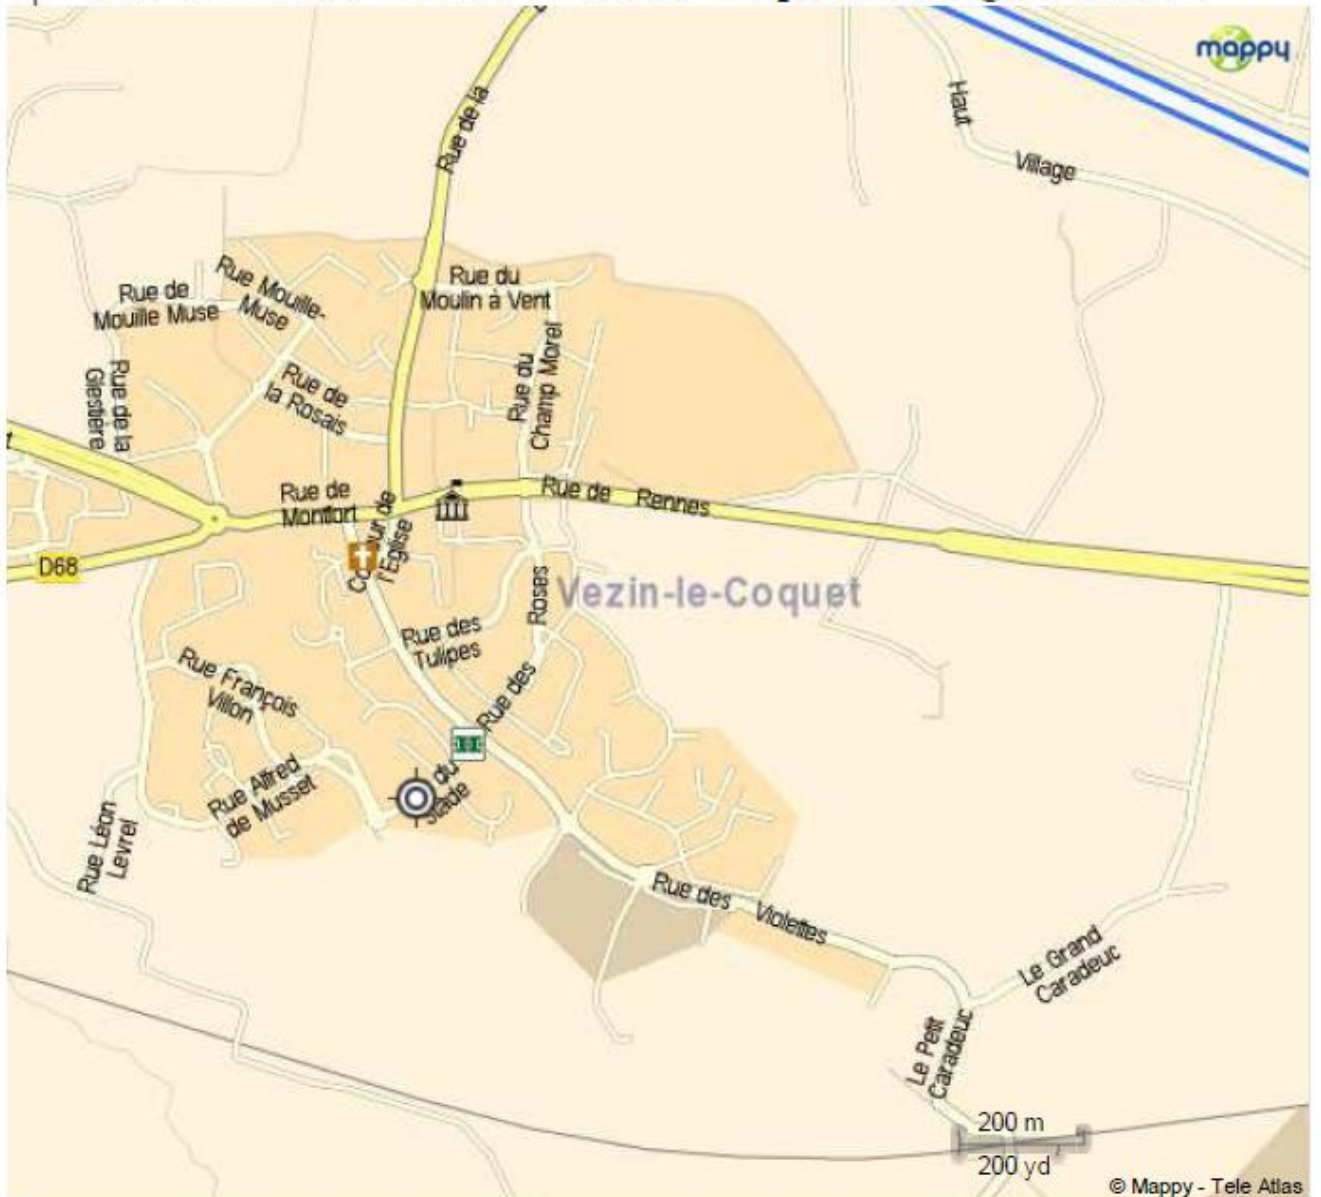 mappy
Rue de la
Haut
Village
Rue Mouille-
Muse
Rue du
Moulin à Vent
Rue de
Mouille Muse
Rue du
Champ Morel
Rue de la
Glestière
Rue de
la Rosais
Rue de
Montfort
Rue de Rennes
l'Eglise
D68
Vezin-le-Coquet
Rue des Roses
Rue des
Tulipes
Rue François
Villon
du
Stade
Rue Alfred
de Musset
Rue Léon
Levrel
Rue des Violettes
Le Grand
Caradeuc
Le Petit
Caradeuc
200 m
200 yd
© Mappy - Tele Atlas